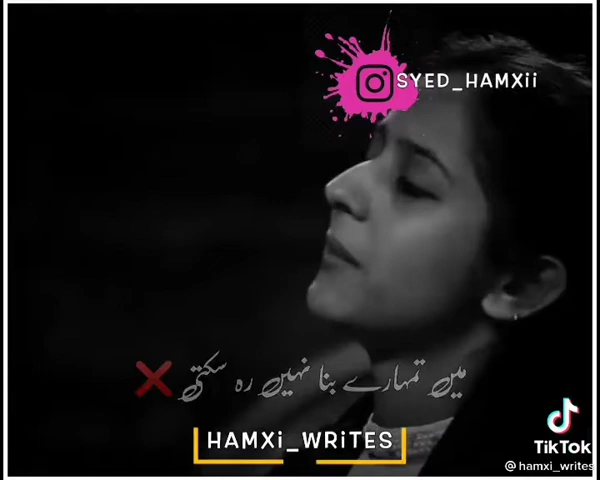 SYED_HAMXii
میں تمہارے بنا نہیں رہ سکتی ❌
HAMXi_WRiTES
TikTok
@hamxi_writes